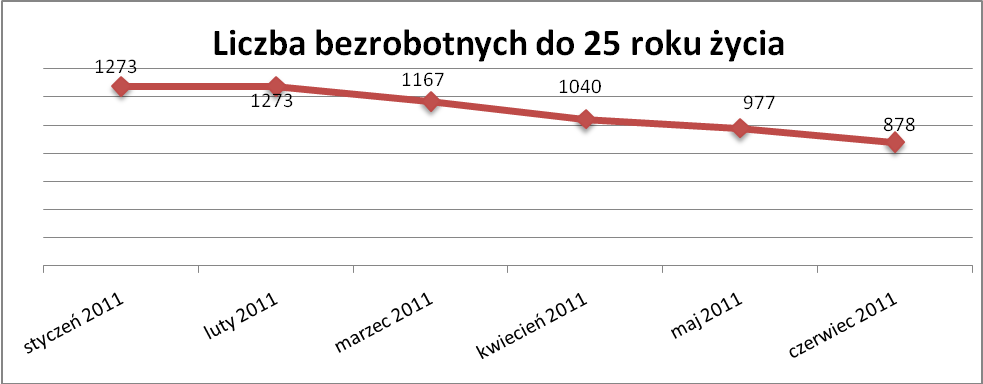 Liczba bezrobotnych do 25 roku życia
1273
1273
1167
1040
977
878
styczeń 2011
luty 2011
marzec 2011
kwiecień 2011
maj 2011
czerwiec 2011